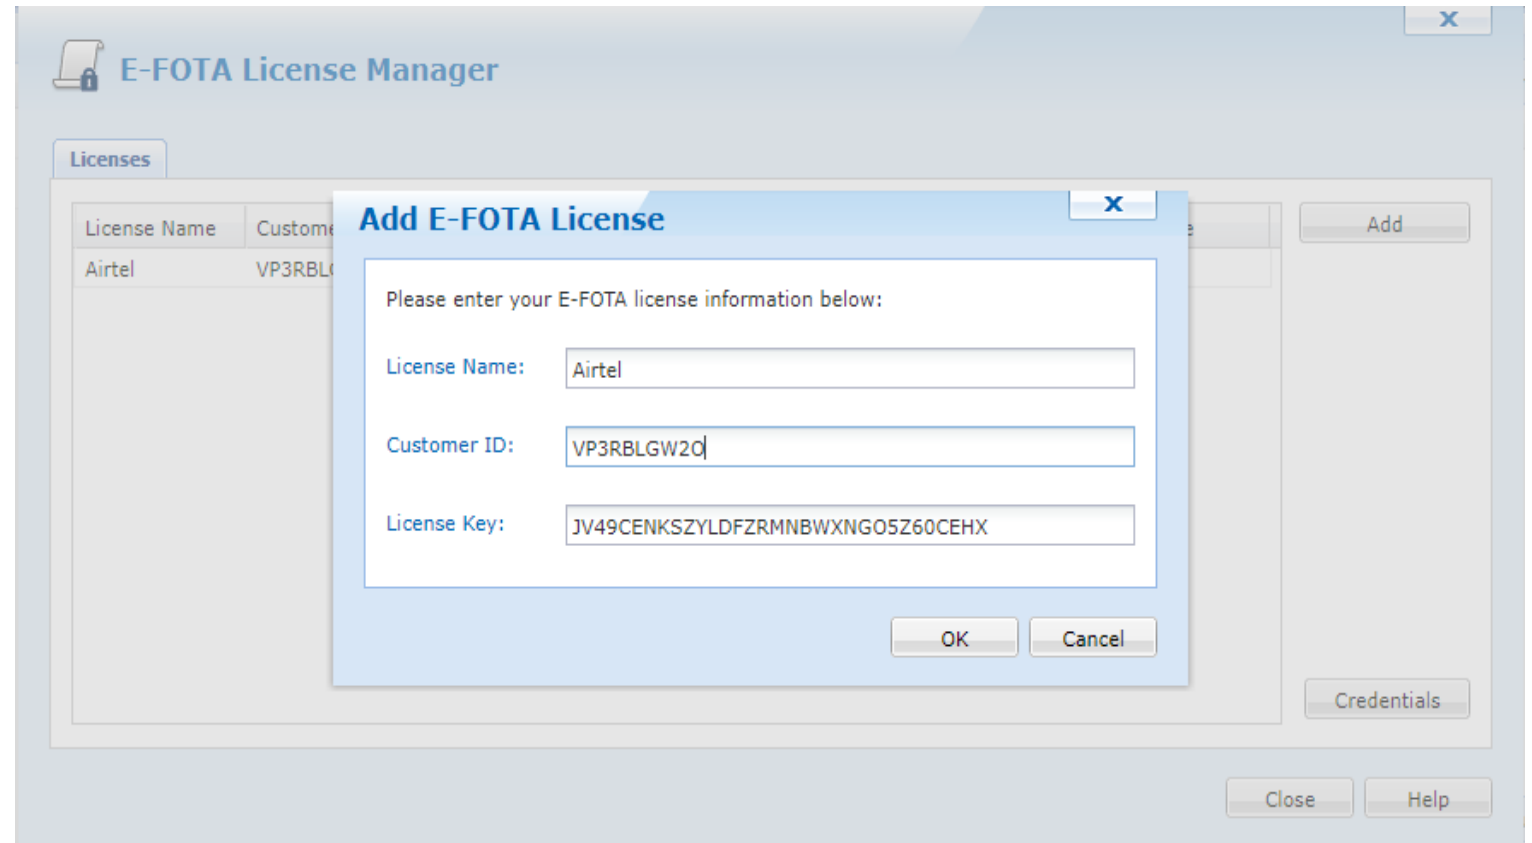 X
E-FOTA License Manager
Licenses
Add E-FOTA License
X
License Name
Custome
Add
Airtel
VP3RBL
Please enter your E-FOTA license information below:
License Name:
Airtel
Customer ID:
VP3RBLGW2O
License Key:
JV49CENKSZYLDFZRMNBWXNGO5Z60CEHX
OK
Cancel
Credentials
Close
Help